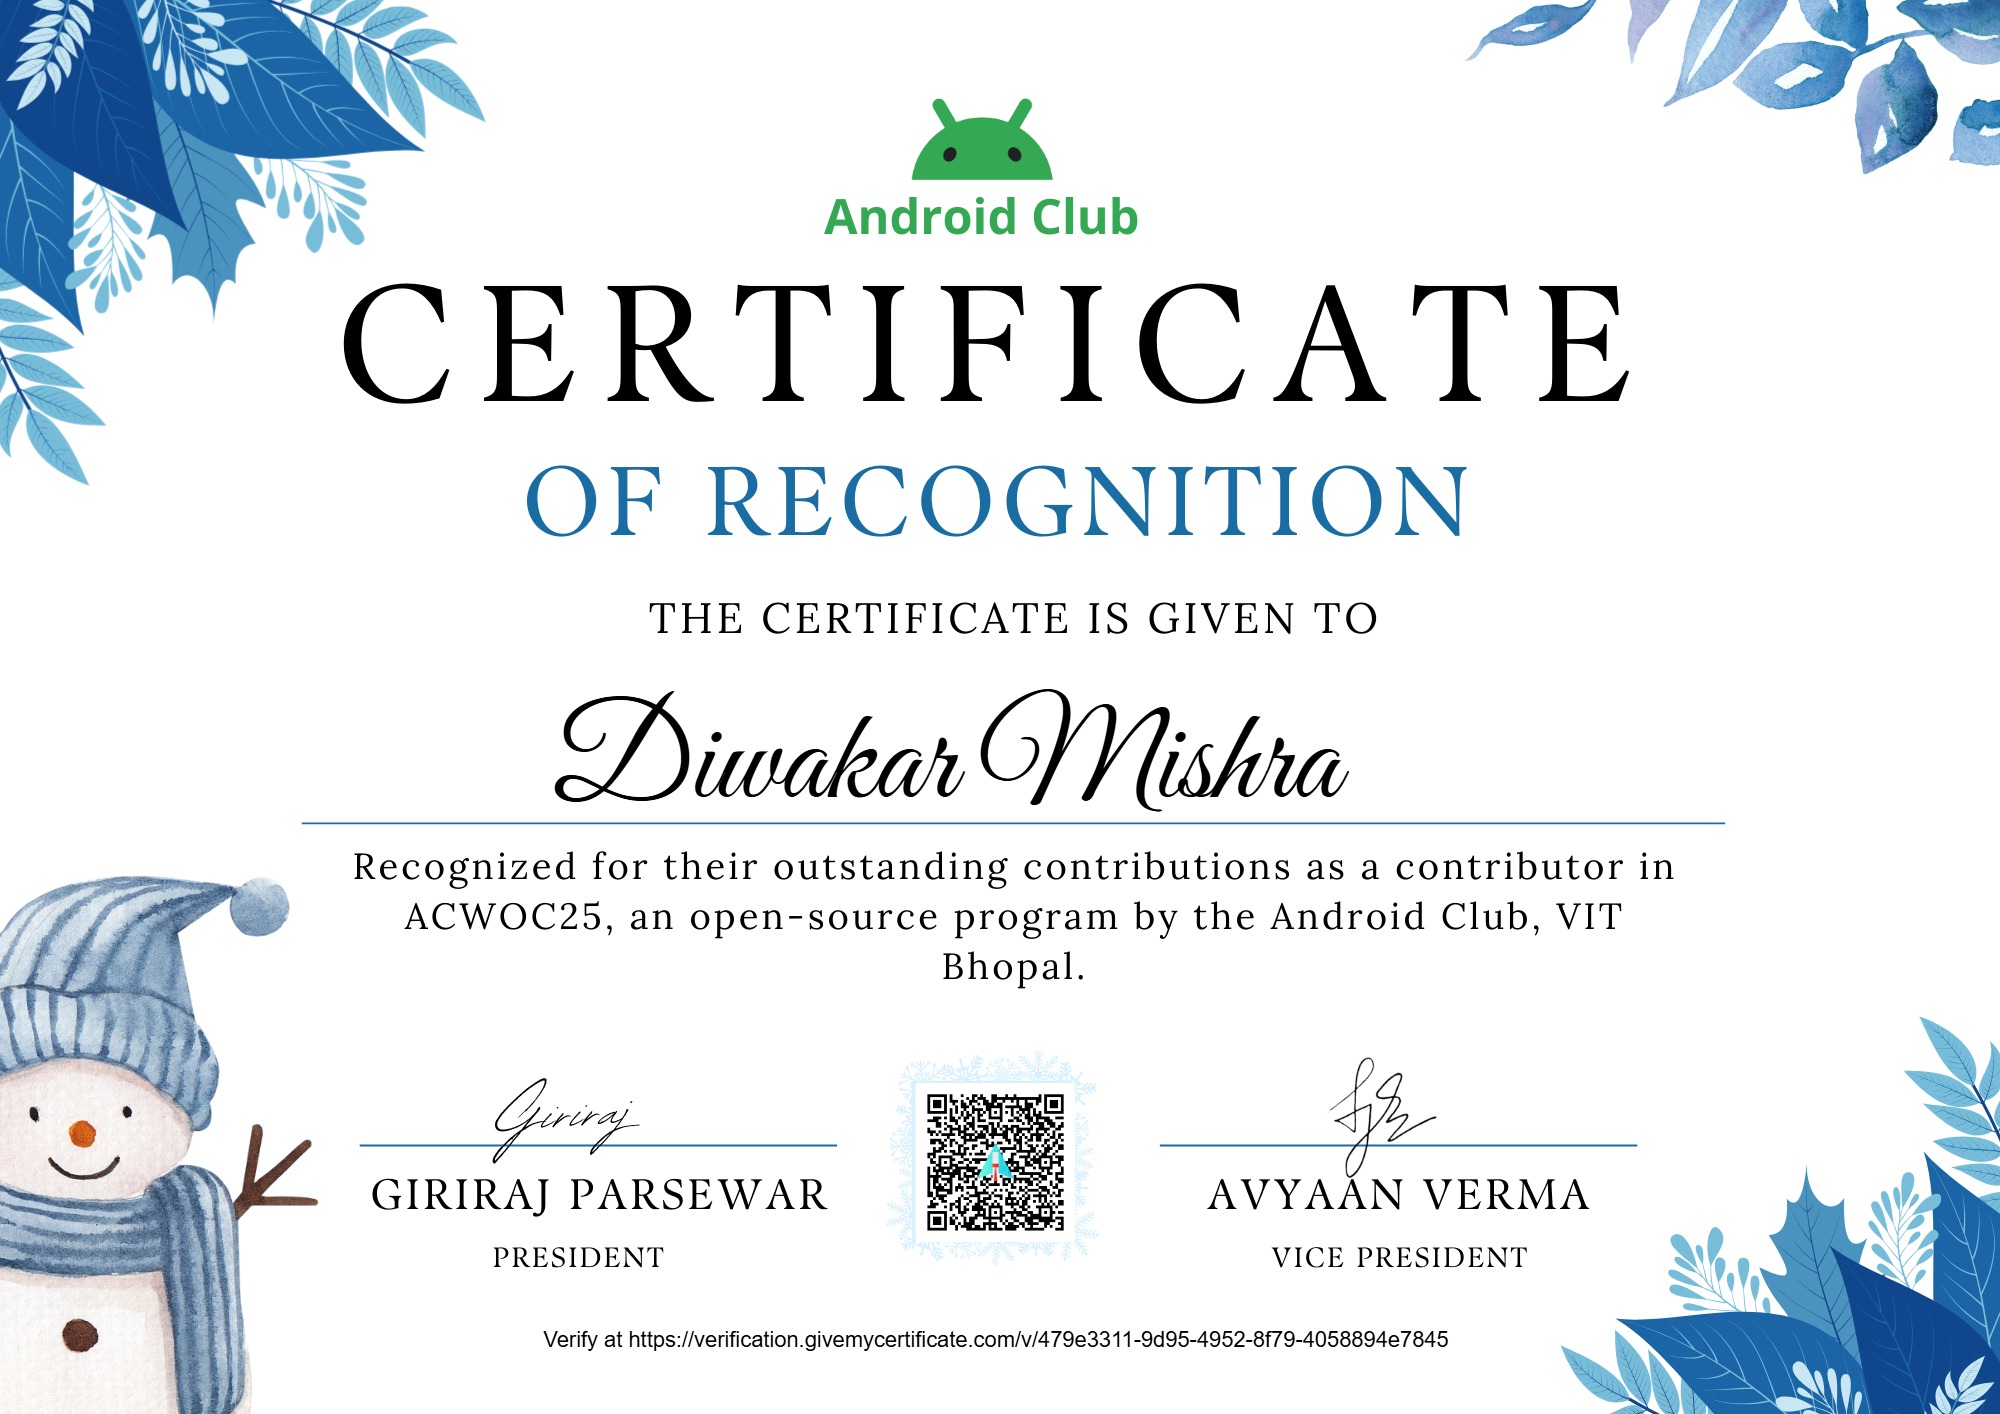 Android Club
CERTIFICATE
OF RECOGNITION
THE CERTIFICATE IS GIVEN TO
Diwakar Mishra
Recognized for their outstanding contributions as a contributor in
ACWOC25, an open-source program by the Android Club, VIT
Bhopal.
Giriraj
GIRIRAJ PARSEWAR
PRESIDENT
AVYAAN VERMA
VICE PRESIDENT
Verify at https://verification.givemycertificate.com/v/479e3311-9d95-4952-8f79-4058894e7845